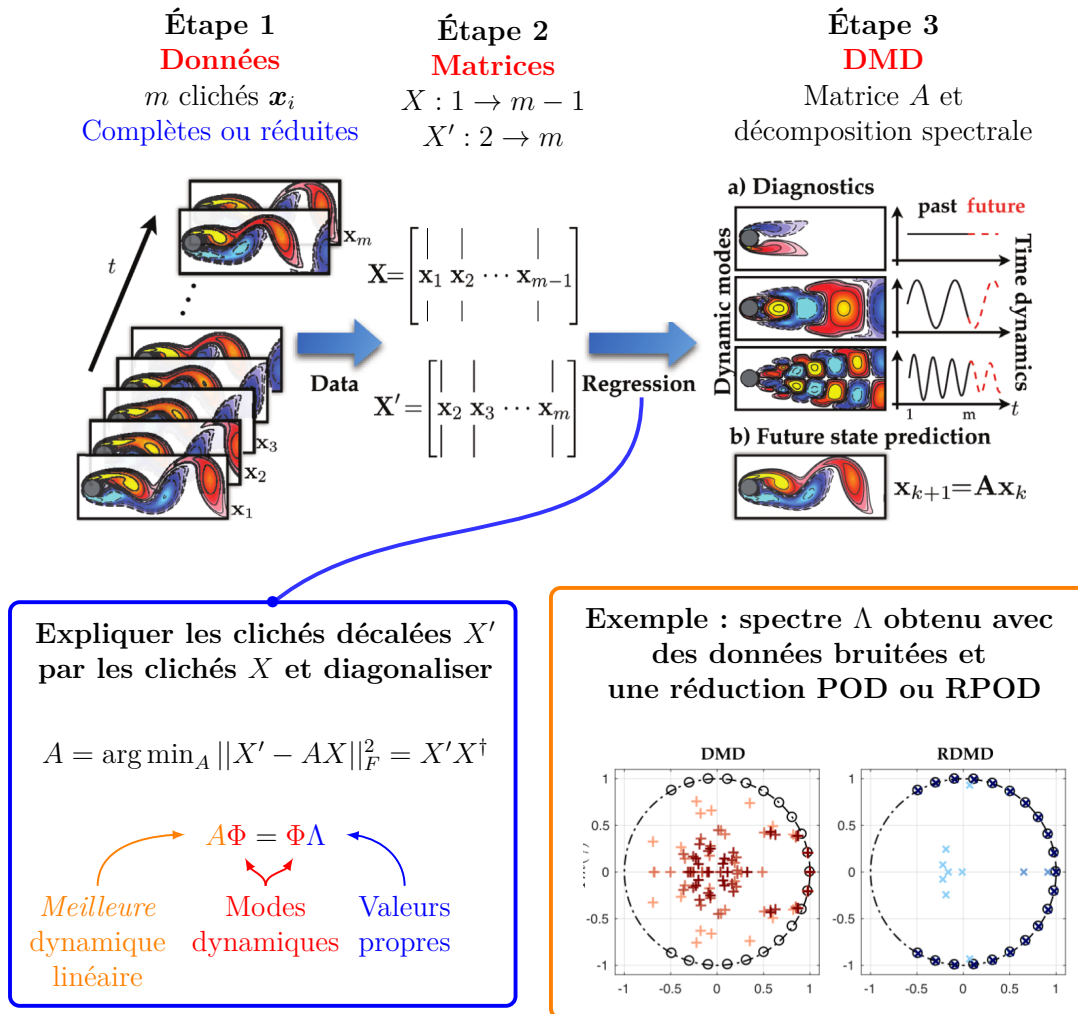 Étape 1
Données
m clichés x_i
Complètes ou réduites
Étape 2
Matrices
X : 1 → m − 1
X′ : 2 → m
Étape 3
DMD
Matrice A et
décomposition spectrale
t
x_m
x_3
x_2
x_1
Data
X = [x_1 x_2 ⋯ x_{m−1}]
X′ = [x_2 x_3 ⋯ x_m]
Regression
a) Diagnostics
past future
Dynamic modes
Time dynamics
1 m t
b) Future state prediction
x_{k+1}=Ax_k
Expliquer les clichés décalées X′
par les clichés X et diagonaliser
A = arg min_A ||X′ − AX||²_F = X′X†
AΦ = ΦΛ
Meilleure
dynamique
linéaire
Modes
dynamiques
Valeurs
propres
Exemple : spectre Λ obtenu avec
des données bruitées et
une réduction POD ou RPOD
DMD
1
0.5
0
-0.5
-1
-1 -0.5 0 0.5 1
RDMD
1
0.5
0
-0.5
-1
-1 -0.5 0 0.5 1